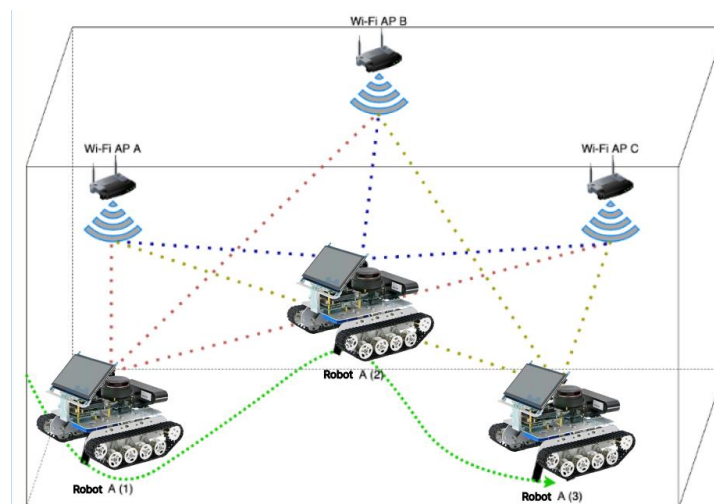 Wi-Fi AP B
Wi-Fi AP A
Wi-Fi AP C
Robot A (2)
Robot A (1)
Robot A (3)